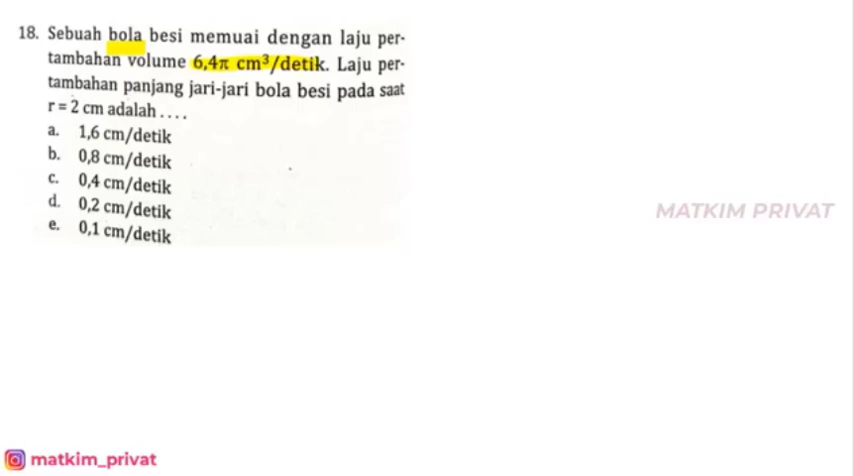 18. Sebuah bola besi memuai dengan laju per-
tambahan volume 6,4π cm³/detik. Laju per-
tambahan panjang jari-jari bola besi pada saat
r = 2 cm adalah . . . .
a. 1,6 cm/detik
b. 0,8 cm/detik
c. 0,4 cm/detik
d. 0,2 cm/detik
e. 0,1 cm/detik
MATKIM PRIVAT
matkim_privat